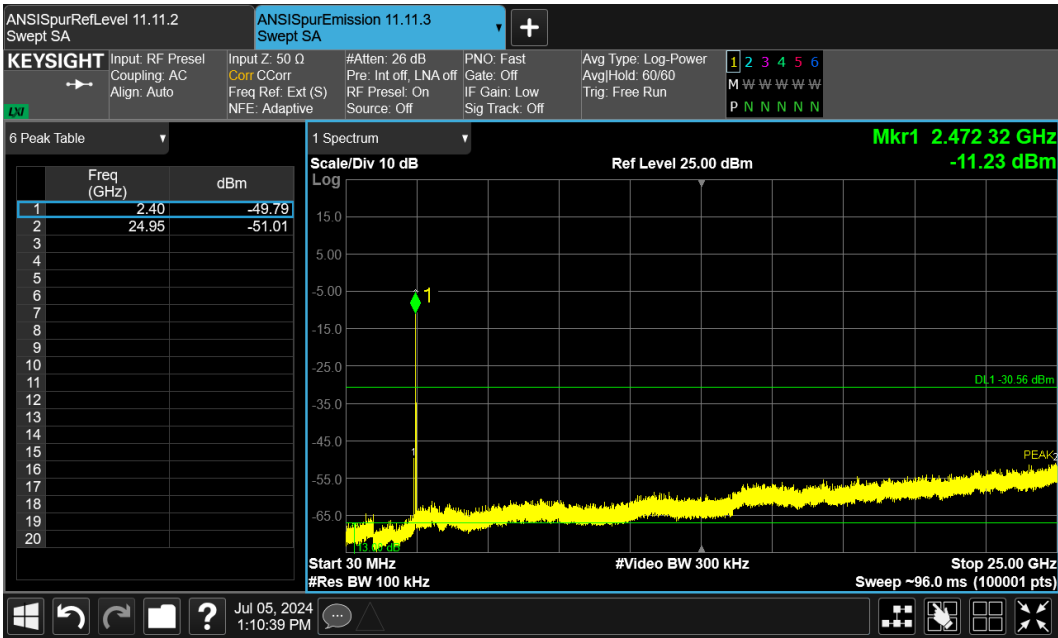 ANSISpurRefLevel 11.11.2
Swept SA
ANSISpurEmission 11.11.3
Swept SA
KEYSIGHT
LXI
Input: RF Presel
Coupling: AC
Align: Auto
Input Z: 50 Ω
Corr CCorr
Freq Ref: Ext (S)
NFE: Adaptive
#Atten: 26 dB
Pre: Int off, LNA off
RF Presel: On
Source: Off
PNO: Fast
Gate: Off
IF Gain: Low
Sig Track: Off
Avg Type: Log-Power
Avg|Hold: 60/60
Trig: Free Run
1 2 3 4 5 6
M W W W W W
P N N N N N
6 Peak Table
Freq (GHz) dBm
1 2.40 -49.79
2 24.95 -51.01
3
4
5
6
7
8
9
10
11
12
13
14
15
16
17
18
19
20
1 Spectrum
Mkr1 2.472 32 GHz
-11.23 dBm
Scale/Div 10 dB
Ref Level 25.00 dBm
Log
15.0
5.00
-5.00
1
-15.0
-25.0
DL1 -30.56 dBm
-35.0
-45.0
1
PEAK
2
-55.0
-65.0
Start 30 MHz
#Video BW 300 kHz
Stop 25.00 GHz
#Res BW 100 kHz
Sweep ~96.0 ms (100001 pts)
?
Jul 05, 2024
1:10:39 PM